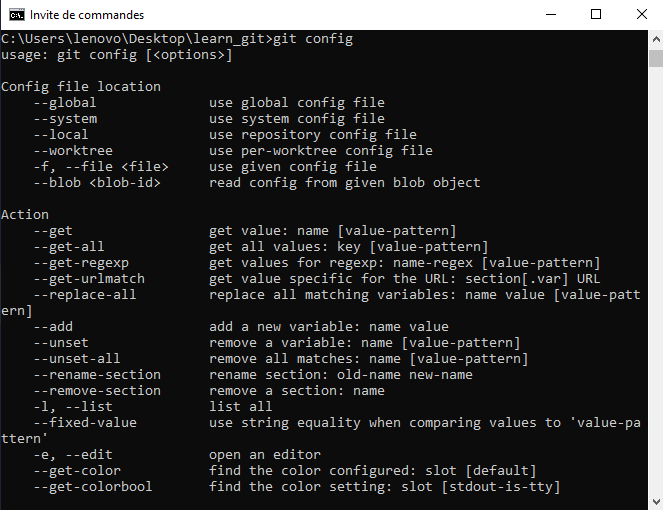 Invite de commandes
C:\Users\lenovo\Desktop\learn_git>git config
usage: git config [<options>]
Config file location
    --global              use global config file
    --system              use system config file
    --local               use repository config file
    --worktree            use per-worktree config file
    -f, --file <file>     use given config file
    --blob <blob-id>      read config from given blob object
Action
    --get                 get value: name [value-pattern]
    --get-all             get all values: key [value-pattern]
    --get-regexp          get values for regexp: name-regex [value-pattern]
    --get-urlmatch        get value specific for the URL: section[.var] URL
    --replace-all         replace all matching variables: name value [value-patt
ern]
    --add                 add a new variable: name value
    --unset               remove a variable: name [value-pattern]
    --unset-all           remove all matches: name [value-pattern]
    --rename-section      rename section: old-name new-name
    --remove-section      remove a section: name
    -l, --list            list all
    --fixed-value         use string equality when comparing values to 'value-pa
ttern'
    -e, --edit            open an editor
    --get-color           find the color configured: slot [default]
    --get-colorbool       find the color setting: slot [stdout-is-tty]